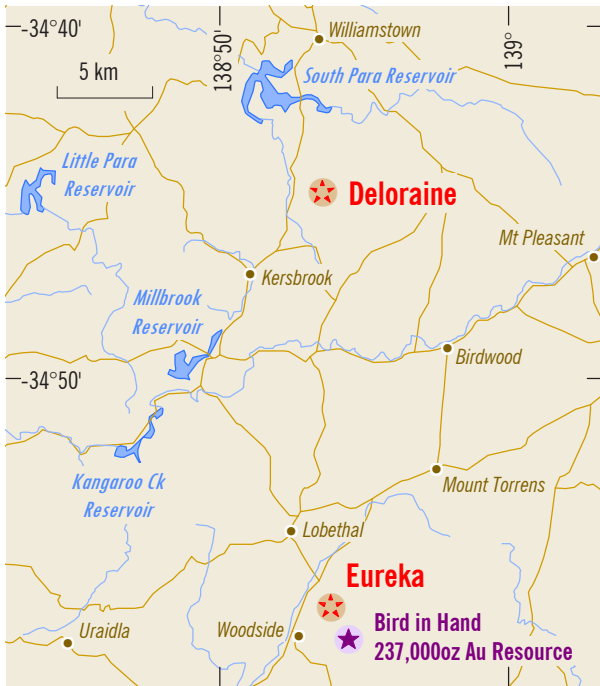 -34°40'
138°50'
139°
Williamstown
5 km
South Para Reservoir
Little Para
Reservoir
Deloraine
Mt Pleasant
Kersbrook
Millbrook
Reservoir
Birdwood
-34°50'
Kangaroo Ck
Reservoir
Mount Torrens
Lobethal
Eureka
Bird in Hand
237,000oz Au Resource
Uraidla
Woodside